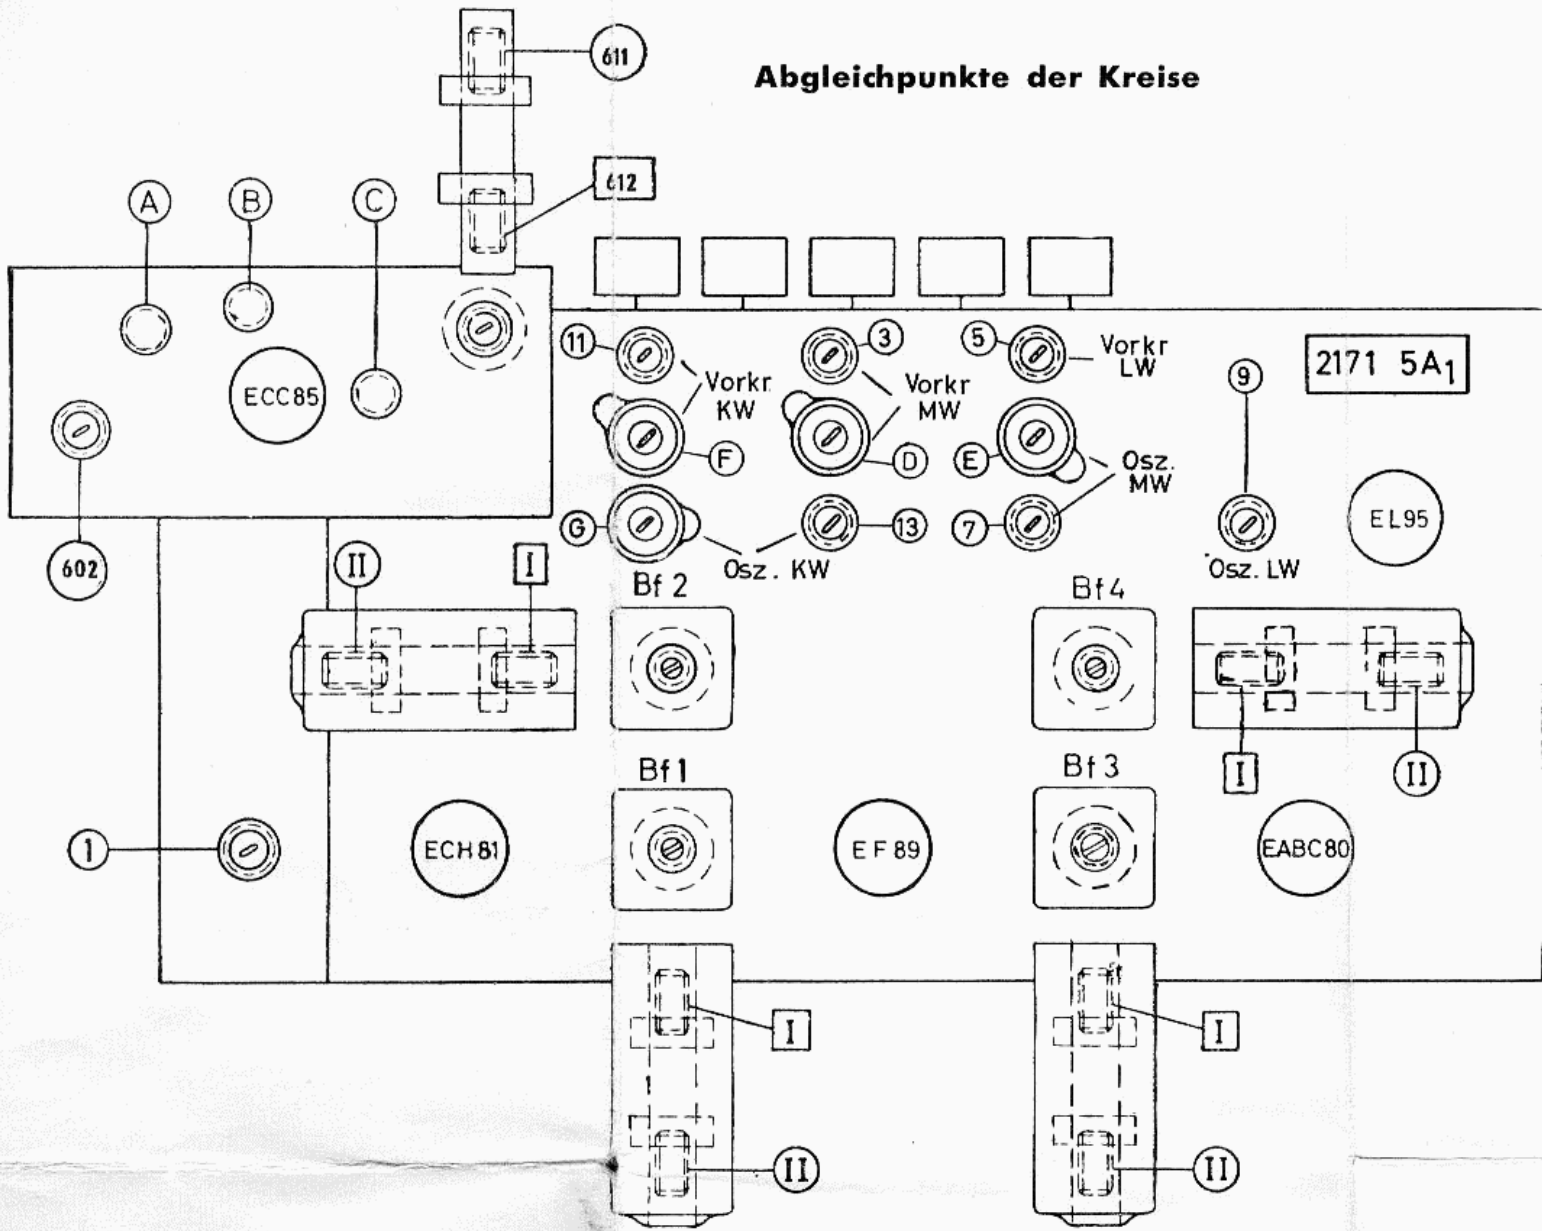 611
Abgleichpunkte der Kreise
612
A
B
C
11
3
5
Vorkr
LW
2171 5A1
9
Vorkr
KW
Vorkr
MW
ECC85
F
D
E
Osz.
MW
G
13
7
EL95
602
II
I
Osz. KW
Osz. LW
Bf 2
Bf 4
I
II
Bf 1
Bf 3
1
ECH 81
EF 89
EABC80
I
I
II
II